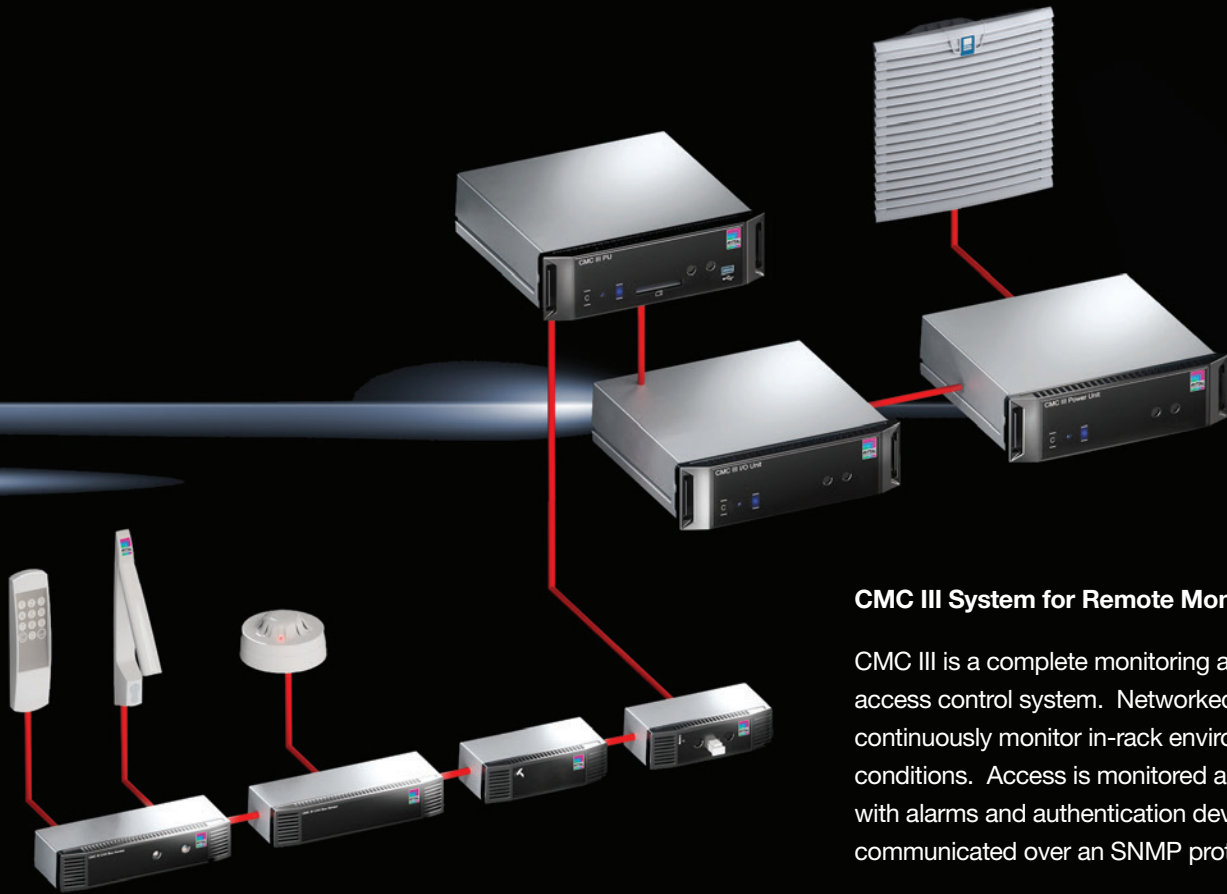 CMC III PU
CMC III I/O Unit
CMC III Power Unit
CMC III System for Remote Mon
CMC III is a complete monitoring a
access control system. Networked
continuously monitor in-rack enviro
conditions. Access is monitored a
with alarms and authentication dev
communicated over an SNMP prot